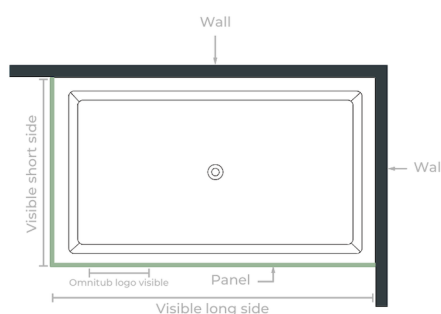 Wall
Visible short side
Wal
Omnitub logo visible
Panel
Visible long side